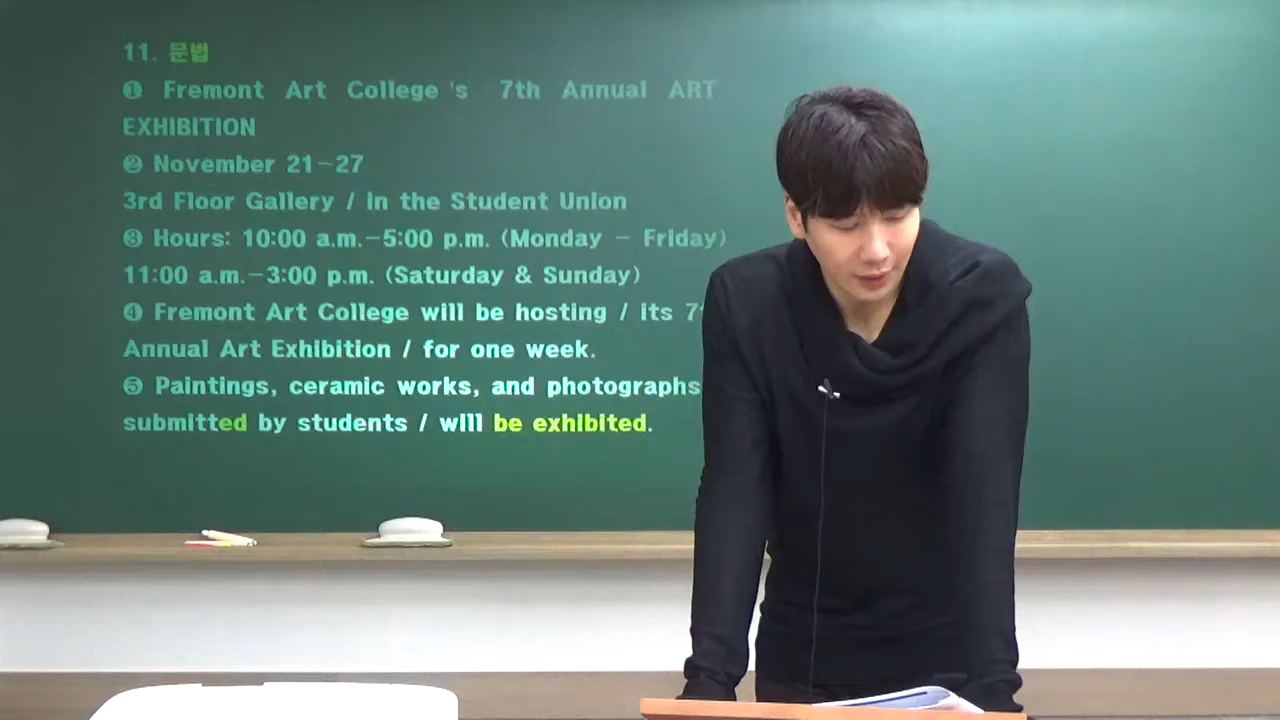 11. 문법
❶ Fremont Art College 's 7th Annual ART
EXHIBITION
❷ November 21-27
3rd Floor Gallery / in the Student Union
❸ Hours: 10:00 a.m.-5:00 p.m. (Monday - Friday)
11:00 a.m.-3:00 p.m. (Saturday & Sunday)
❹ Fremont Art College will be hosting / its
Annual Art Exhibition / for one week.
❺ Paintings, ceramic works, and photographs
submitted by students / will be exhibited.